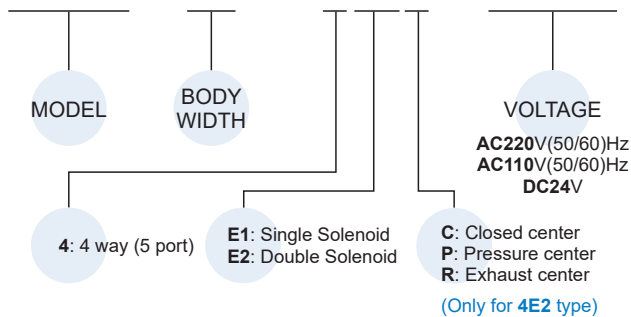 MODEL
BODY
WIDTH
VOLTAGE
AC220V(50/60)Hz
AC110V(50/60)Hz
DC24V
4: 4 way (5 port)
E1: Single Solenoid
E2: Double Solenoid
C: Closed center
P: Pressure center
R: Exhaust center
(Only for 4E2 type)